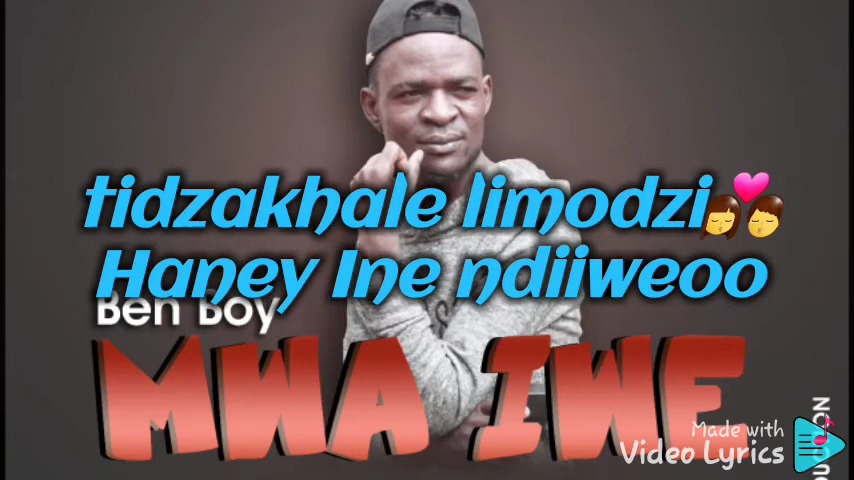 tidzakhale limodzi💏
Haney Ine ndiiweoo
Ben Boy
MWA IWE
Made with
Video Lyrics